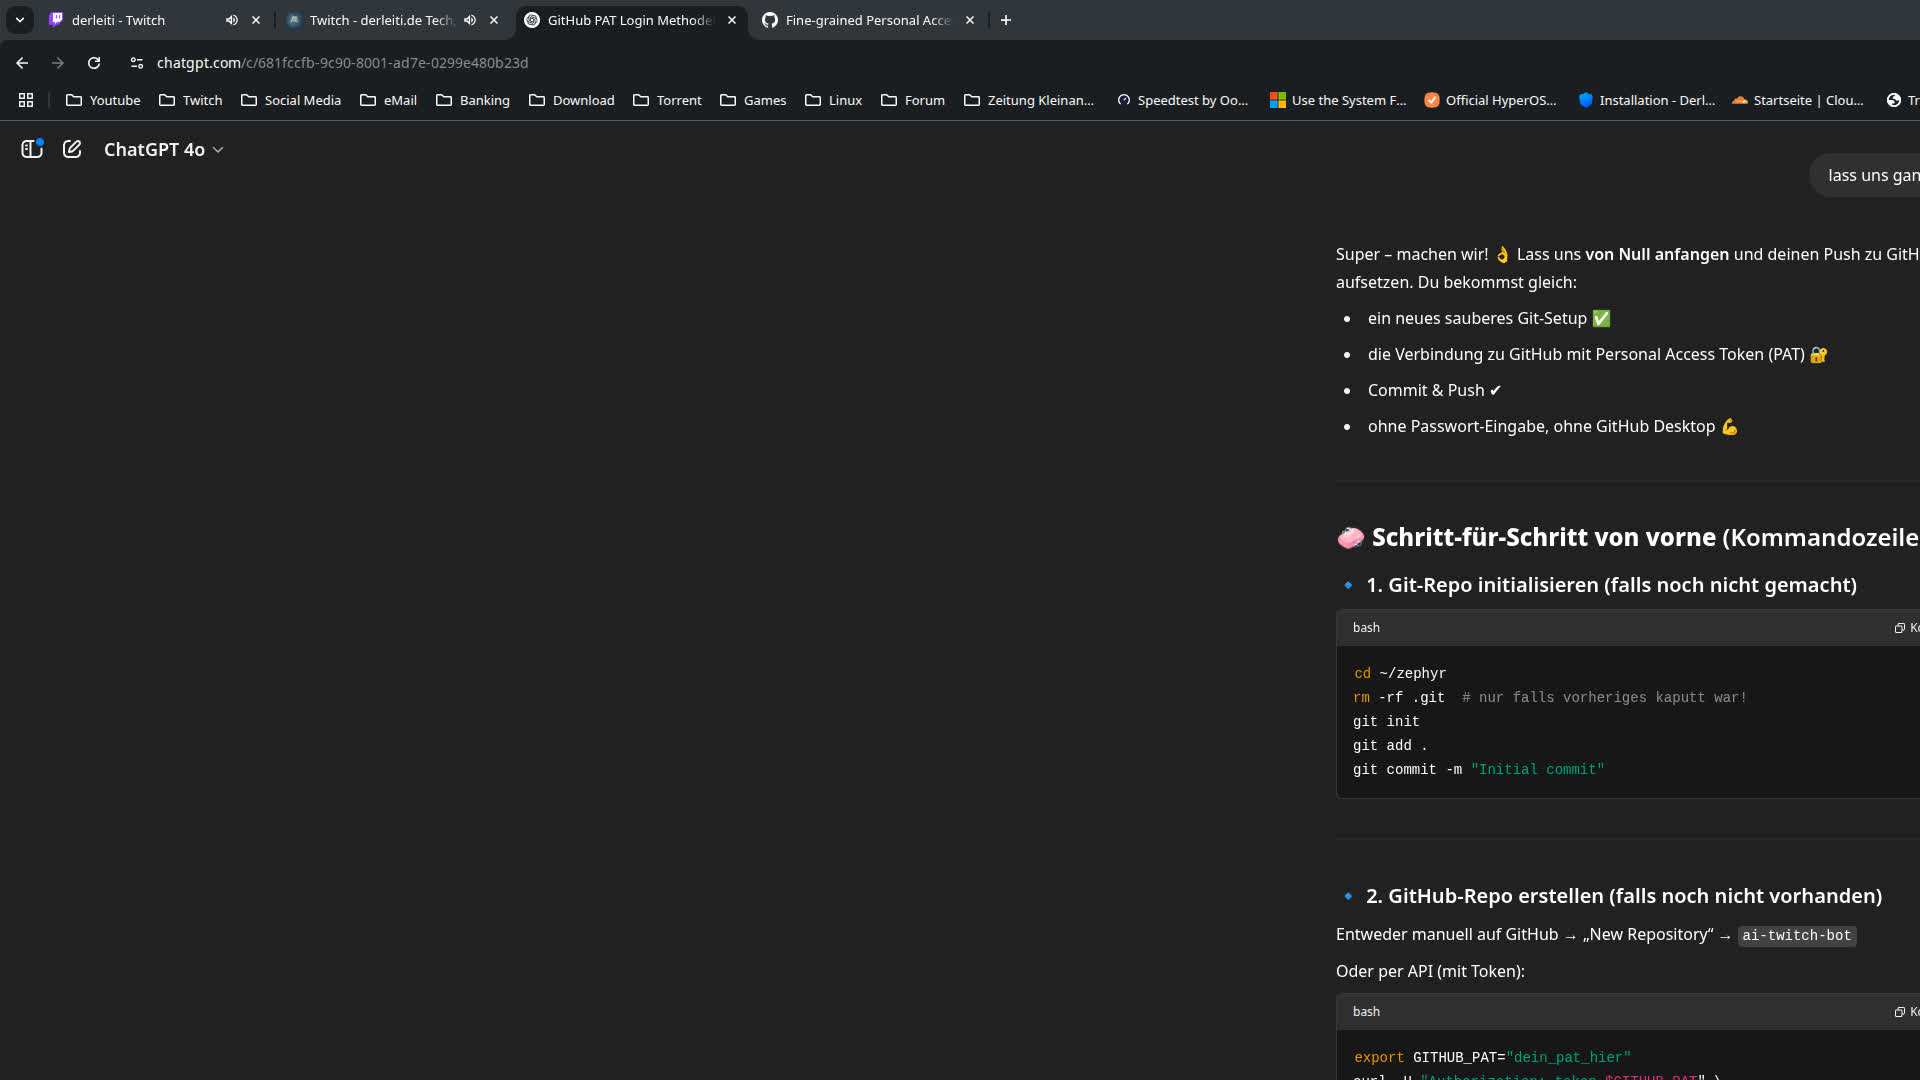 derleiti - Twitch
Twitch - derleiti.de Tech
GitHub PAT Login Methode
Fine-grained Personal Acce
chatgpt.com/c/681fccfb-9c90-8001-ad7e-0299e480b23d
Youtube
Twitch
Social Media
eMail
Banking
Download
Torrent
Games
Linux
Forum
Zeitung Kleinan...
Speedtest by Oo...
Use the System F...
Official HyperOS...
Installation - Derl...
Startseite | Clou...
Tr
ChatGPT 4o
lass uns gan
Super – machen wir! 👌 Lass uns von Null anfangen und deinen Push zu GitH
aufsetzen. Du bekommst gleich:
• ein neues sauberes Git-Setup ✅
• die Verbindung zu GitHub mit Personal Access Token (PAT) 🔐
• Commit & Push ✔
• ohne Passwort-Eingabe, ohne GitHub Desktop 💪
🧼 Schritt-für-Schritt von vorne (Kommandozeile
🔹 1. Git-Repo initialisieren (falls noch nicht gemacht)
bash
Ko
cd ~/zephyr
rm -rf .git  # nur falls vorheriges kaputt war!
git init
git add .
git commit -m "Initial commit"
🔹 2. GitHub-Repo erstellen (falls noch nicht vorhanden)
Entweder manuell auf GitHub → „New Repository“ → ai-twitch-bot
Oder per API (mit Token):
bash
Ko
export GITHUB_PAT="dein_pat_hier"
curl -H "Authorization: token $GITHUB_PAT" \